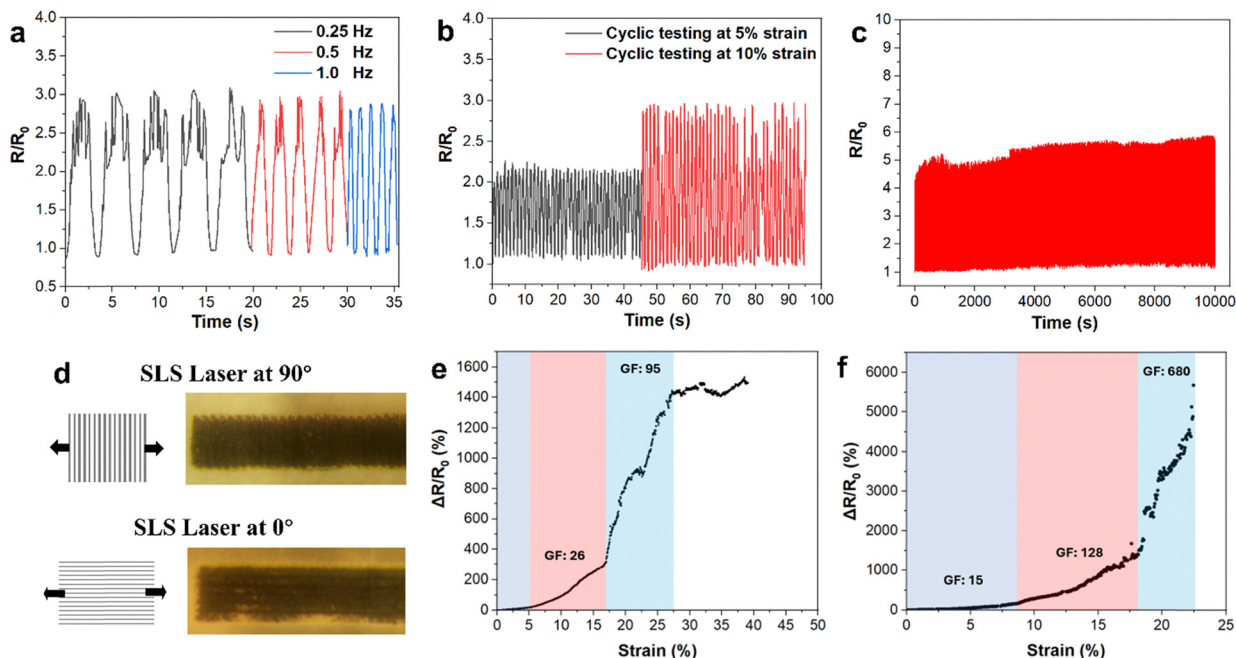 a
4.0
3.5
3.0
2.5
2.0
1.5
1.0
0.5
R/R0
0.25 Hz
0.5 Hz
1.0 Hz
0 5 10 15 20 25 30 35
Time (s)
b
4.0
3.5
3.0
2.5
2.0
1.5
1.0
0.5
R/R0
Cyclic testing at 5% strain
Cyclic testing at 10% strain
0 10 20 30 40 50 60 70 80 90 100
Time (s)
c
10
9
8
7
6
5
4
3
2
1
R/R0
0 2000 4000 6000 8000 10000
Time (s)
d
SLS Laser at 90°
SLS Laser at 0°
e
1600
1400
1200
1000
800
600
400
200
0
ΔR/R0 (%)
GF: 26
GF: 95
0 5 10 15 20 25 30 35 40 45 50
Strain (%)
f
6000
5000
4000
3000
2000
1000
0
ΔR/R0 (%)
GF: 15
GF: 128
GF: 680
0 5 10 15 20 25
Strain (%)